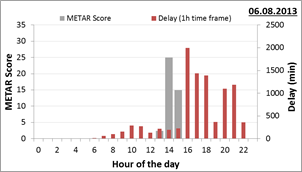 METAR Score Delay (1h time frame) 06.08.2013
35 2500
30 2000
25
20 1500
15 1000
10
5 500
0 0
METAR Score
Delay (min)
0 2 4 6 8 10 12 14 16 18 20 22
Hour of the day